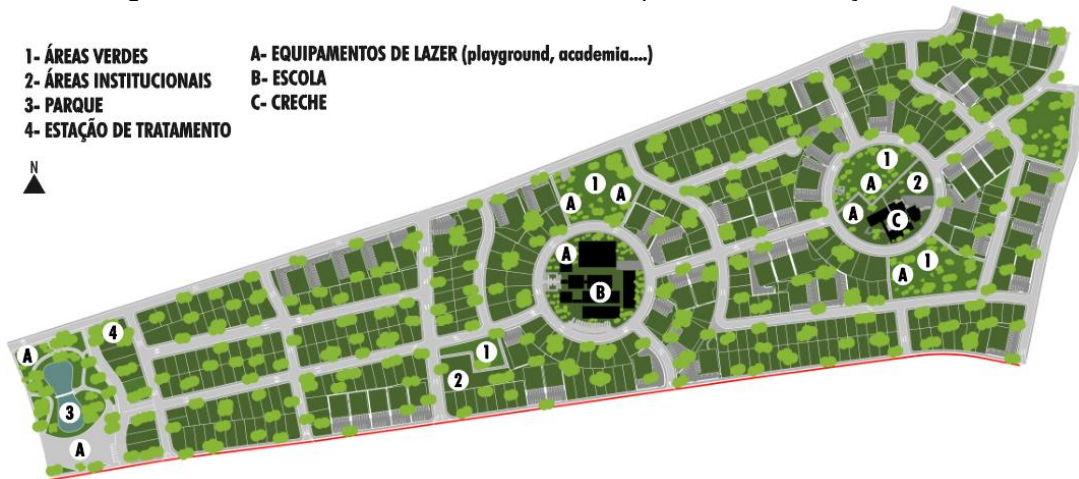 1- ÁREAS VERDES
2- ÁREAS INSTITUCIONAIS
3- PARQUE
4- ESTAÇÃO DE TRATAMENTO
A- EQUIPAMENTOS DE LAZER (playground, academia....)
B- ESCOLA
C- CRECHE
N
1
A
2
A
C
1
A
1
A
A
A
B
1
2
4
A
3
A